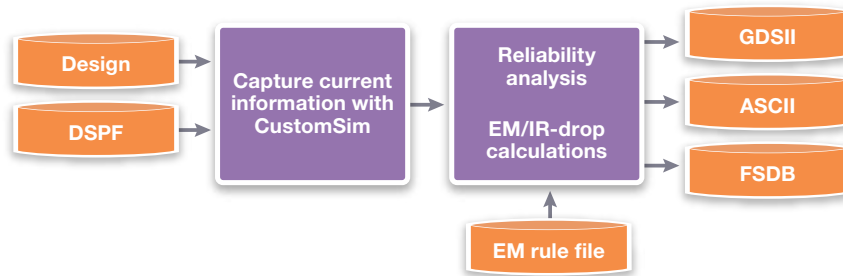 Design
DSPF
Capture current
information with
CustomSim
Reliability
analysis
EM/IR-drop
calculations
EM rule file
GDSII
ASCII
FSDB